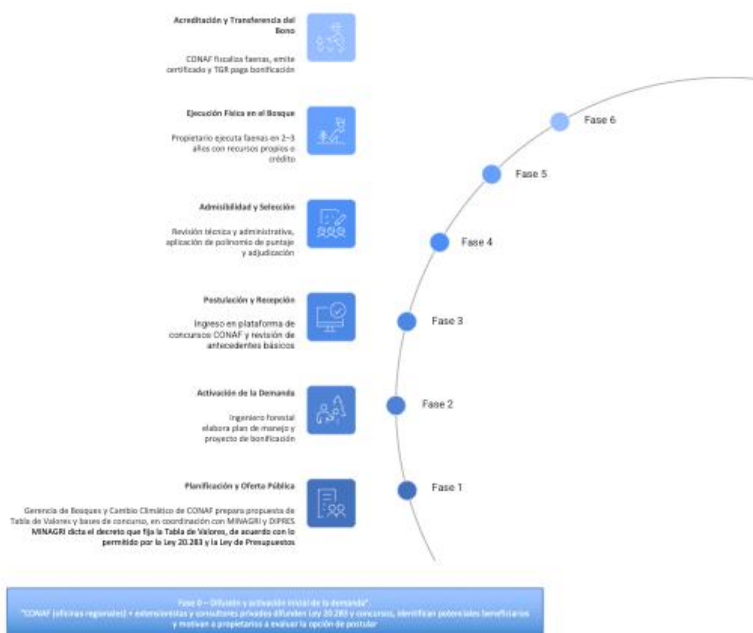 Acreditación y Transferencia del
Bono
CONAF fiscaliza faenas, emite
certificado y TGR paga bonificación
Fase 6
Ejecución Física en el Bosque
Propietario ejecuta faenas en 2–3
años con recursos propios o
crédito
Fase 5
Admisibilidad y Selección
Revisión técnica y administrativa,
aplicación de polinomio de puntaje
y adjudicación
Fase 4
Postulación y Recepción
Ingreso en plataforma de
concursos CONAF y revisión de
antecedentes básicos
Fase 3
Activación de la Demanda
Ingeniero forestal
elabora plan de manejo y
proyecto de bonificación
Fase 2
Planificación y Oferta Pública
Gerencia de Bosques y Cambio Climático de CONAF prepara propuesta de
Tabla de Valores y bases de concurso, en coordinación con MINAGRI y DIPRES
MINAGRI dicta el decreto que fija la Tabla de Valores, de acuerdo con lo
permitido por la Ley 20.283 y la Ley de Presupuestos
Fase 1
Fase 0 – Difusión y activación inicial de la demanda".
"CONAF (oficinas regionales) + extensionistas y consultores privados difunden Ley 20.283 y concursos, identifican potenciales beneficiarios
y motivan a propietarios a evaluar la opción de postular